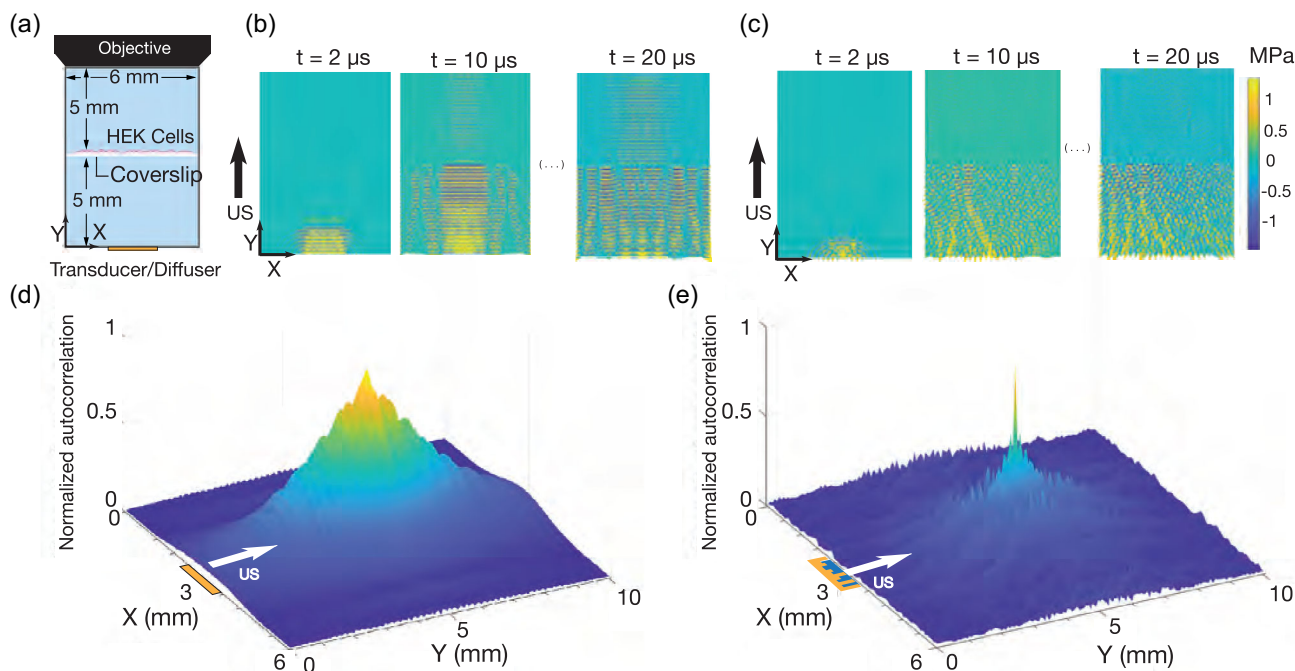 (a)
Objective
6 mm
5 mm
HEK Cells
Coverslip
5 mm
Y
X
Transducer/Diffuser
(b)
t = 2 µs
t = 10 µs
t = 20 µs
(...)
US
Y
X
(c)
t = 2 µs
t = 10 µs
t = 20 µs
(...)
US
Y
X
MPa
1
0.5
0
-0.5
-1
(d)
Normalized autocorrelation
1
0.5
0
0
3
6
X (mm)
US
0
5
10
Y (mm)
(e)
Normalized autocorrelation
1
0.5
0
0
3
6
X (mm)
US
0
5
10
Y (mm)